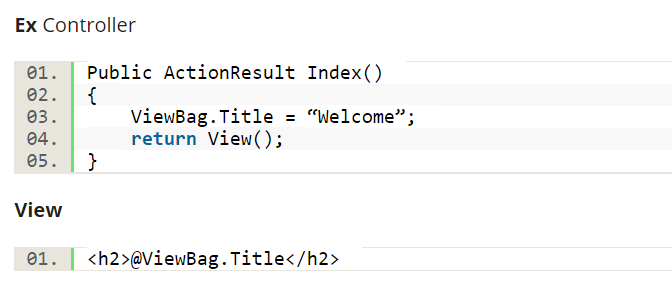 Ex Controller
01. Public ActionResult Index()
02. {
03.     ViewBag.Title = “Welcome”;
04.     return View();
05. }
View
01. <h2>@ViewBag.Title</h2>